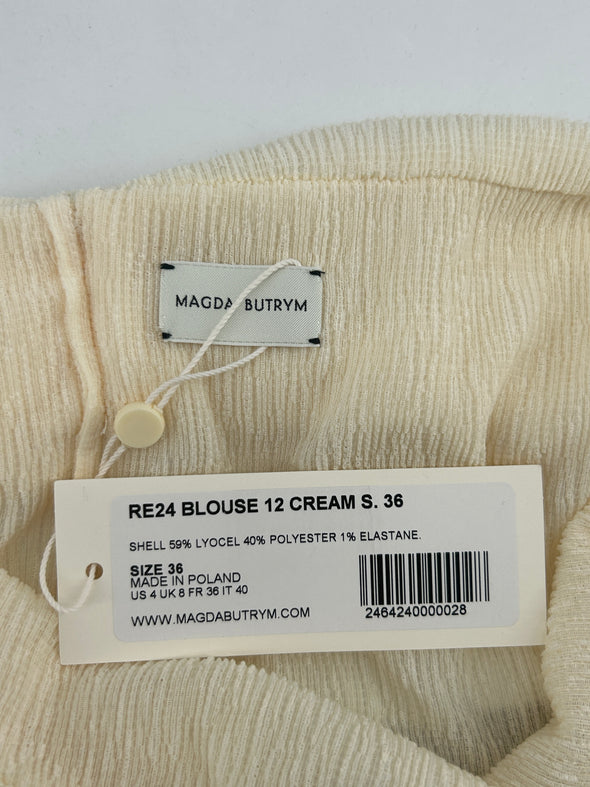 MAGDA BUTRYM
RE24 BLOUSE 12 CREAM S. 36
SHELL 59% LYOCEL 40% POLYESTER 1% ELASTANE.
SIZE 36
MADE IN POLAND
US 4 UK 8 FR 36 IT 40
WWW.MAGDABUTRYM.COM
2464240000028